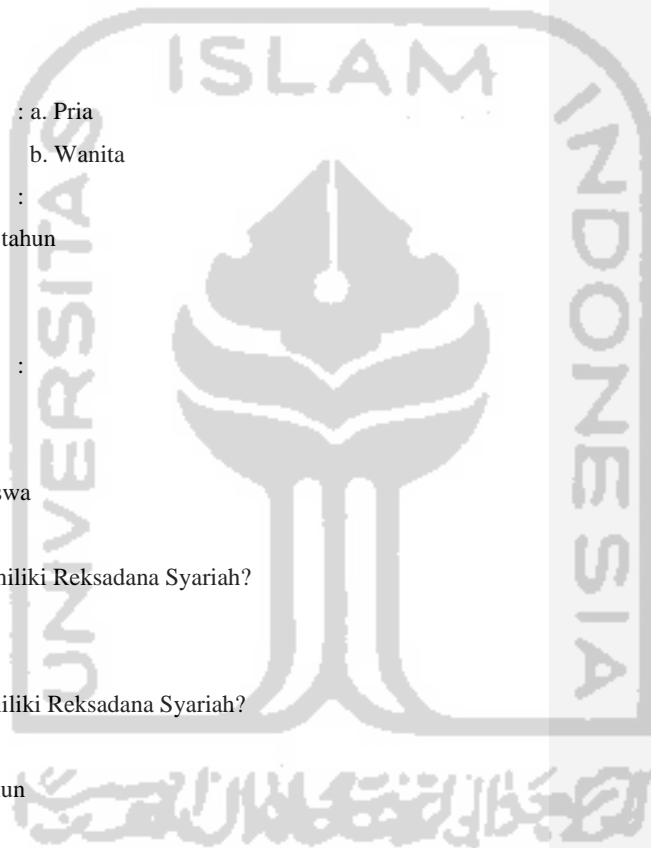 ISLAM
UNIVERSITAS
INDONESIA
: a. Pria
b. Wanita
:
tahun
:
swa
miliki Reksadana Syariah?
iliki Reksadana Syariah?
un